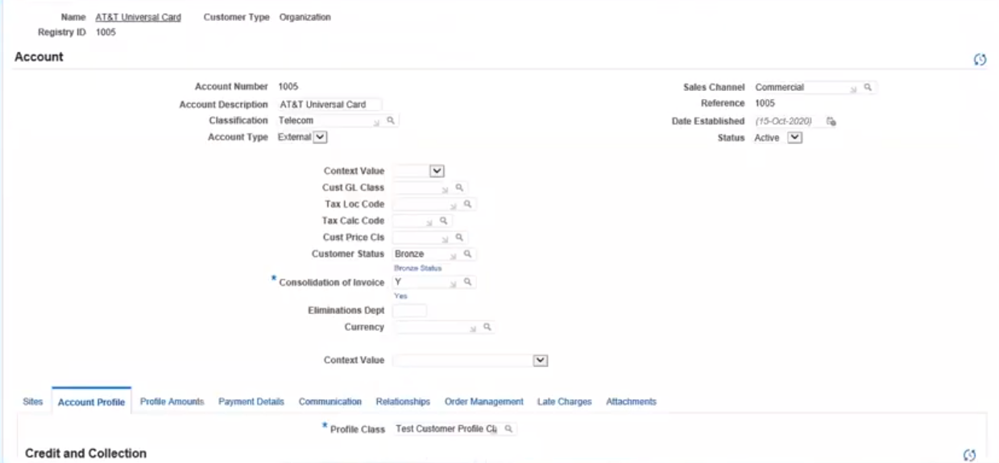 Name AT&T Universal Card Customer Type Organization
Registry ID 1005
Account
Account Number 1005 Sales Channel Commercial
Account Description AT&T Universal Card Reference 1005
Classification Telecom Date Established (15-Oct-2020)
Account Type External Status Active
Context Value
Cust GL Class
Tax Loc Code
Tax Calc Code
Cust Price Cls
Customer Status Bronze
Bronze Status
* Consolidation of Invoice Y
Yes
Eliminations Dept
Currency
Context Value
Sites Account Profile Profile Amounts Payment Details Communication Relationships Order Management Late Charges Attachments
* Profile Class Test Customer Profile Cla
Credit and Collection